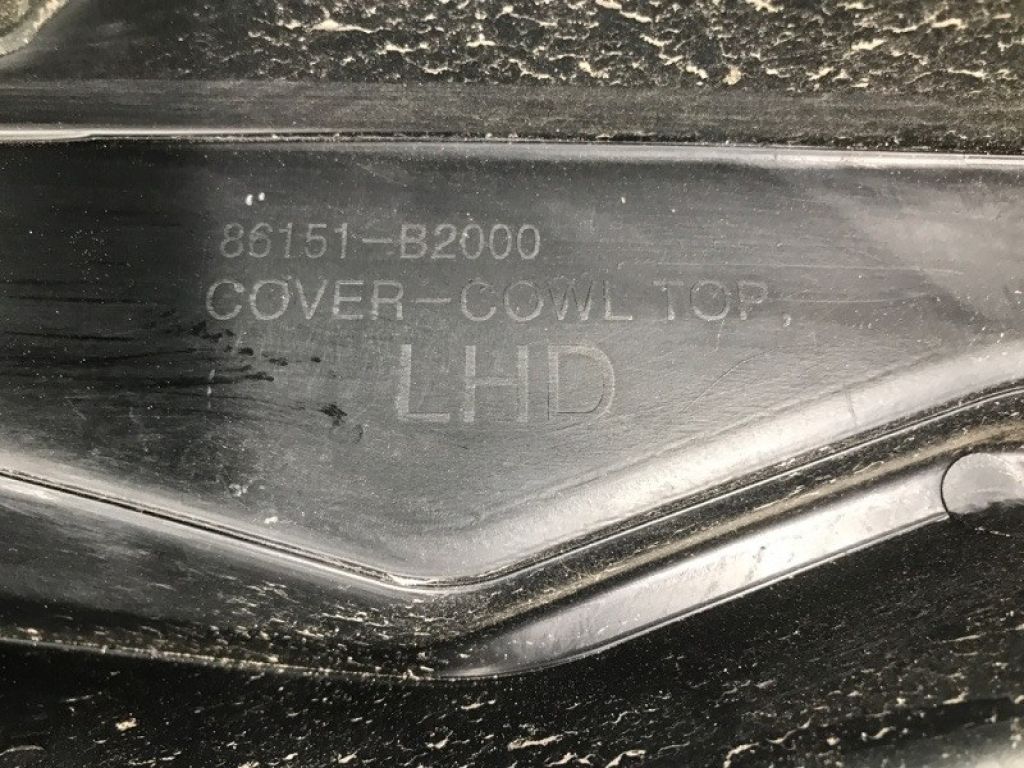 86151-B2000
COVER-COWL TOP,
LHD